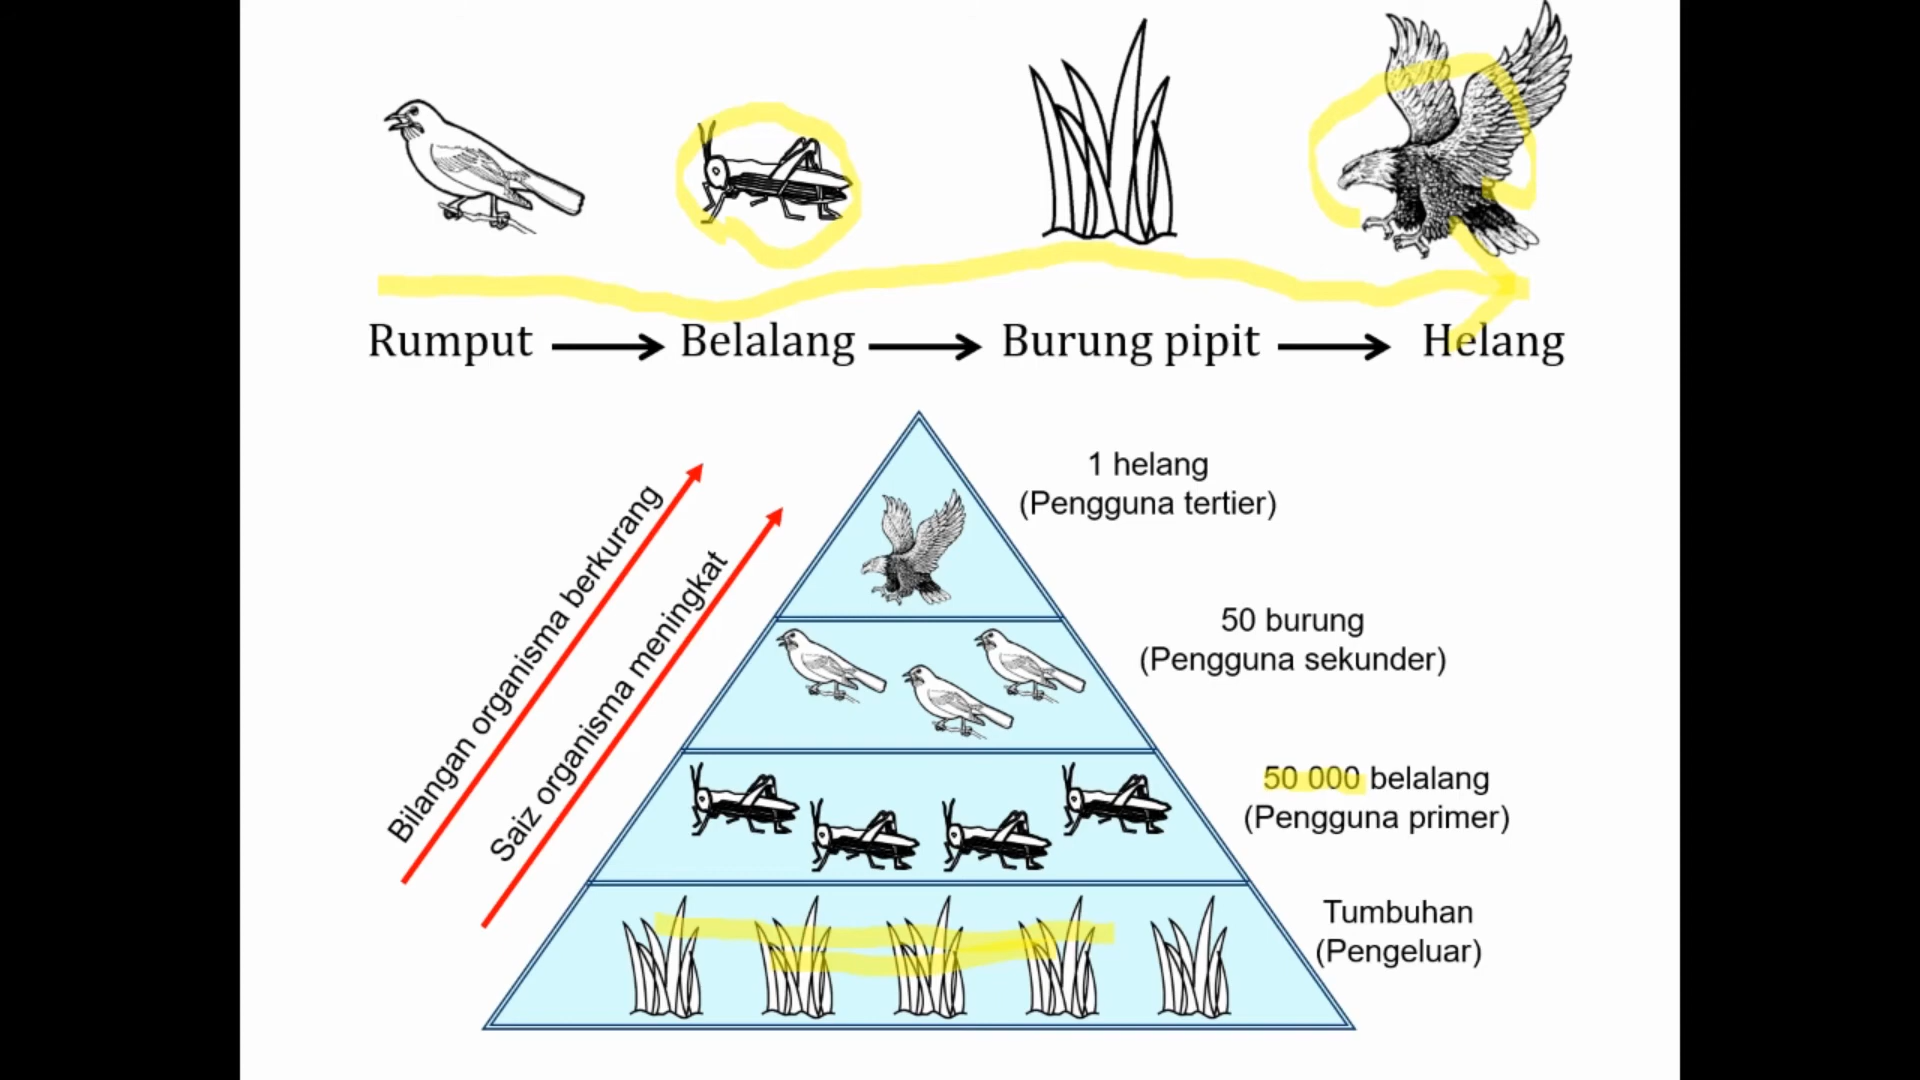 Rumput → Belalang → Burung pipit → Helang
1 helang
(Pengguna tertier)
50 burung
(Pengguna sekunder)
50 000 belalang
(Pengguna primer)
Tumbuhan
(Pengeluar)
Bilangan organisma berkurang
Saiz organisma meningkat